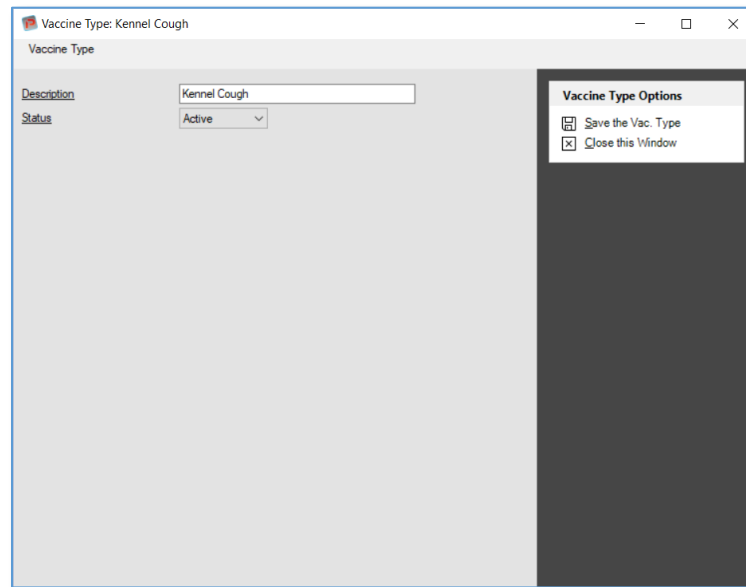 Vaccine Type: Kennel Cough
Vaccine Type
Description Kennel Cough
Status Active
Vaccine Type Options
Save the Vac. Type
Close this Window